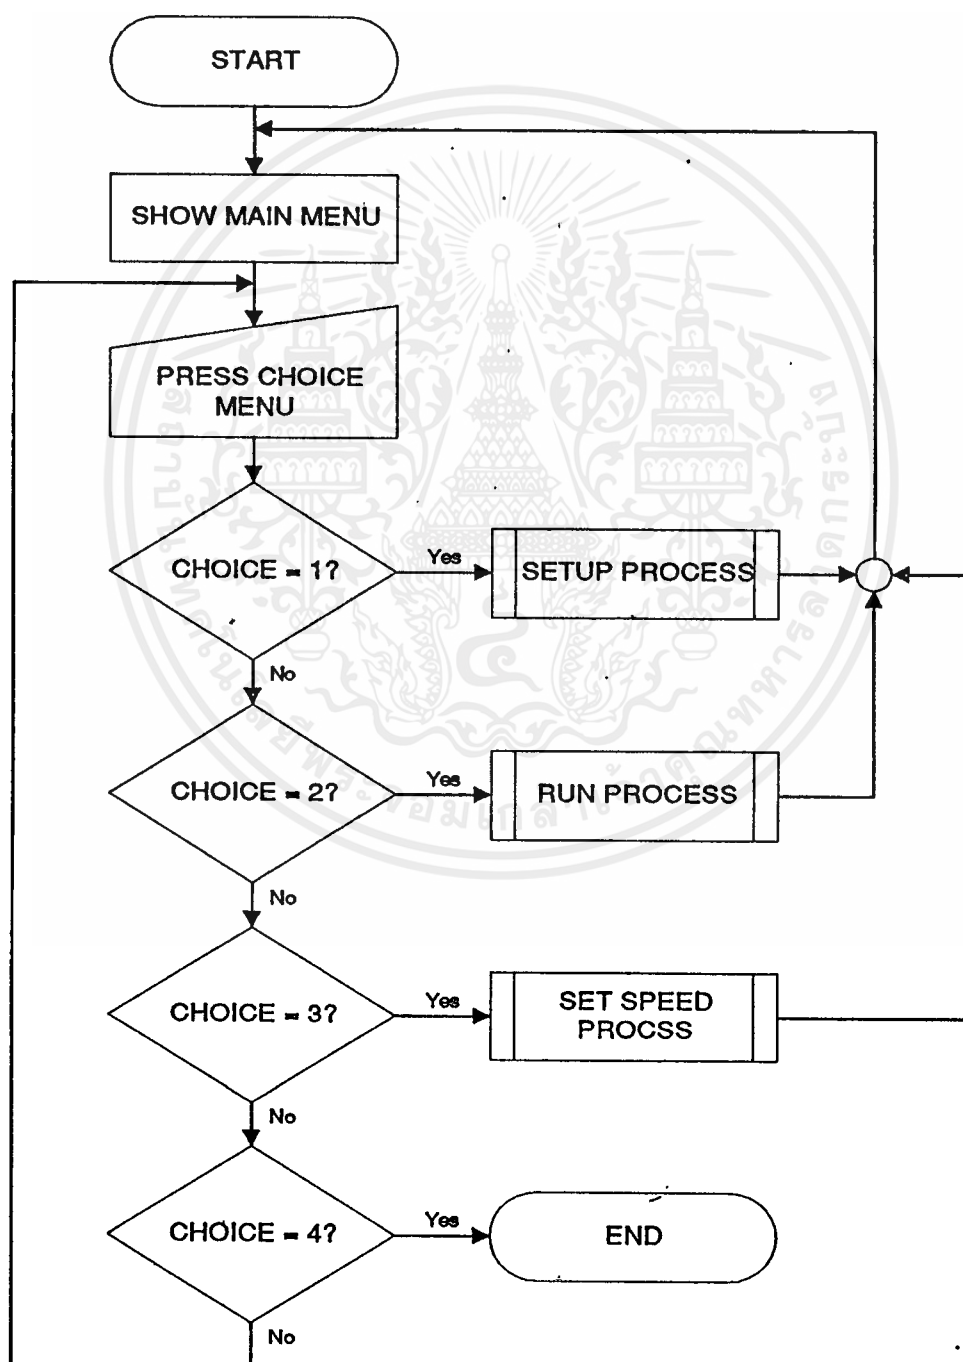 START
SHOW MAIN MENU
PRESS CHOICE
MENU
CHOICE = 1?
Yes
SETUP PROCESS
No
CHOICE = 2?
Yes
RUN PROCESS
No
CHOICE = 3?
Yes
SET SPEED
PROCSS
No
CHOICE = 4?
Yes
END
No